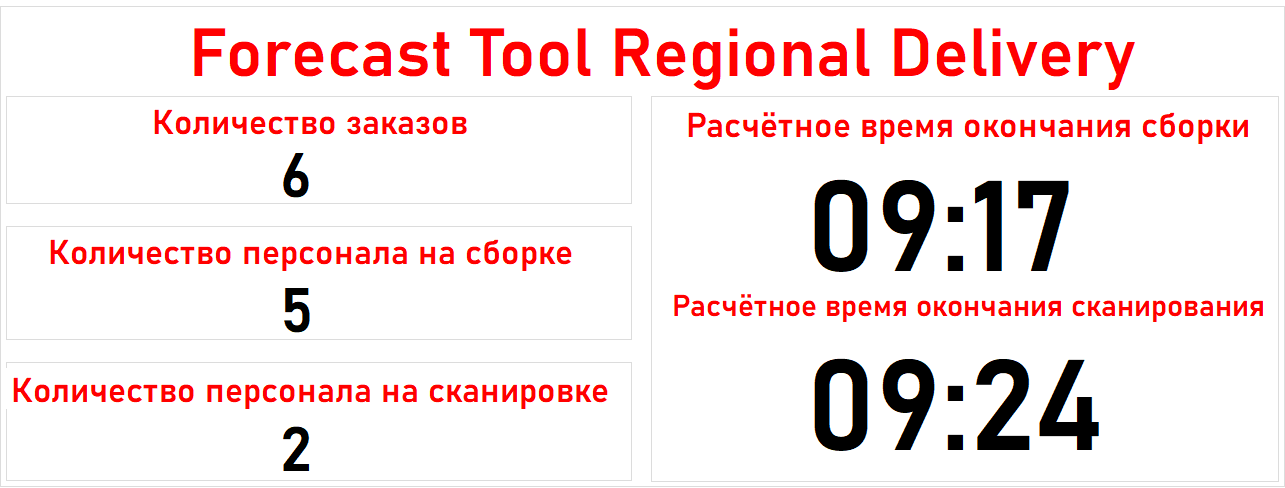 Forecast Tool Regional Delivery
Количество заказов
6
Количество персонала на сборке
5
Количество персонала на сканировке
2
Расчётное время окончания сборки
09:17
Расчётное время окончания сканирования
09:24